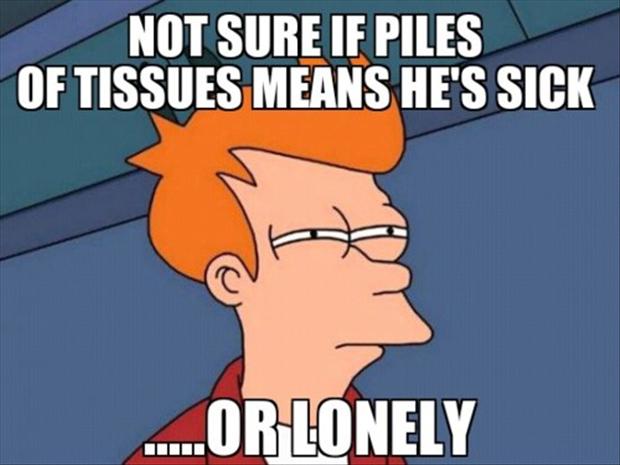 NOT SURE IF PILES
OF TISSUES MEANS HE'S SICK
.....OR LONELY